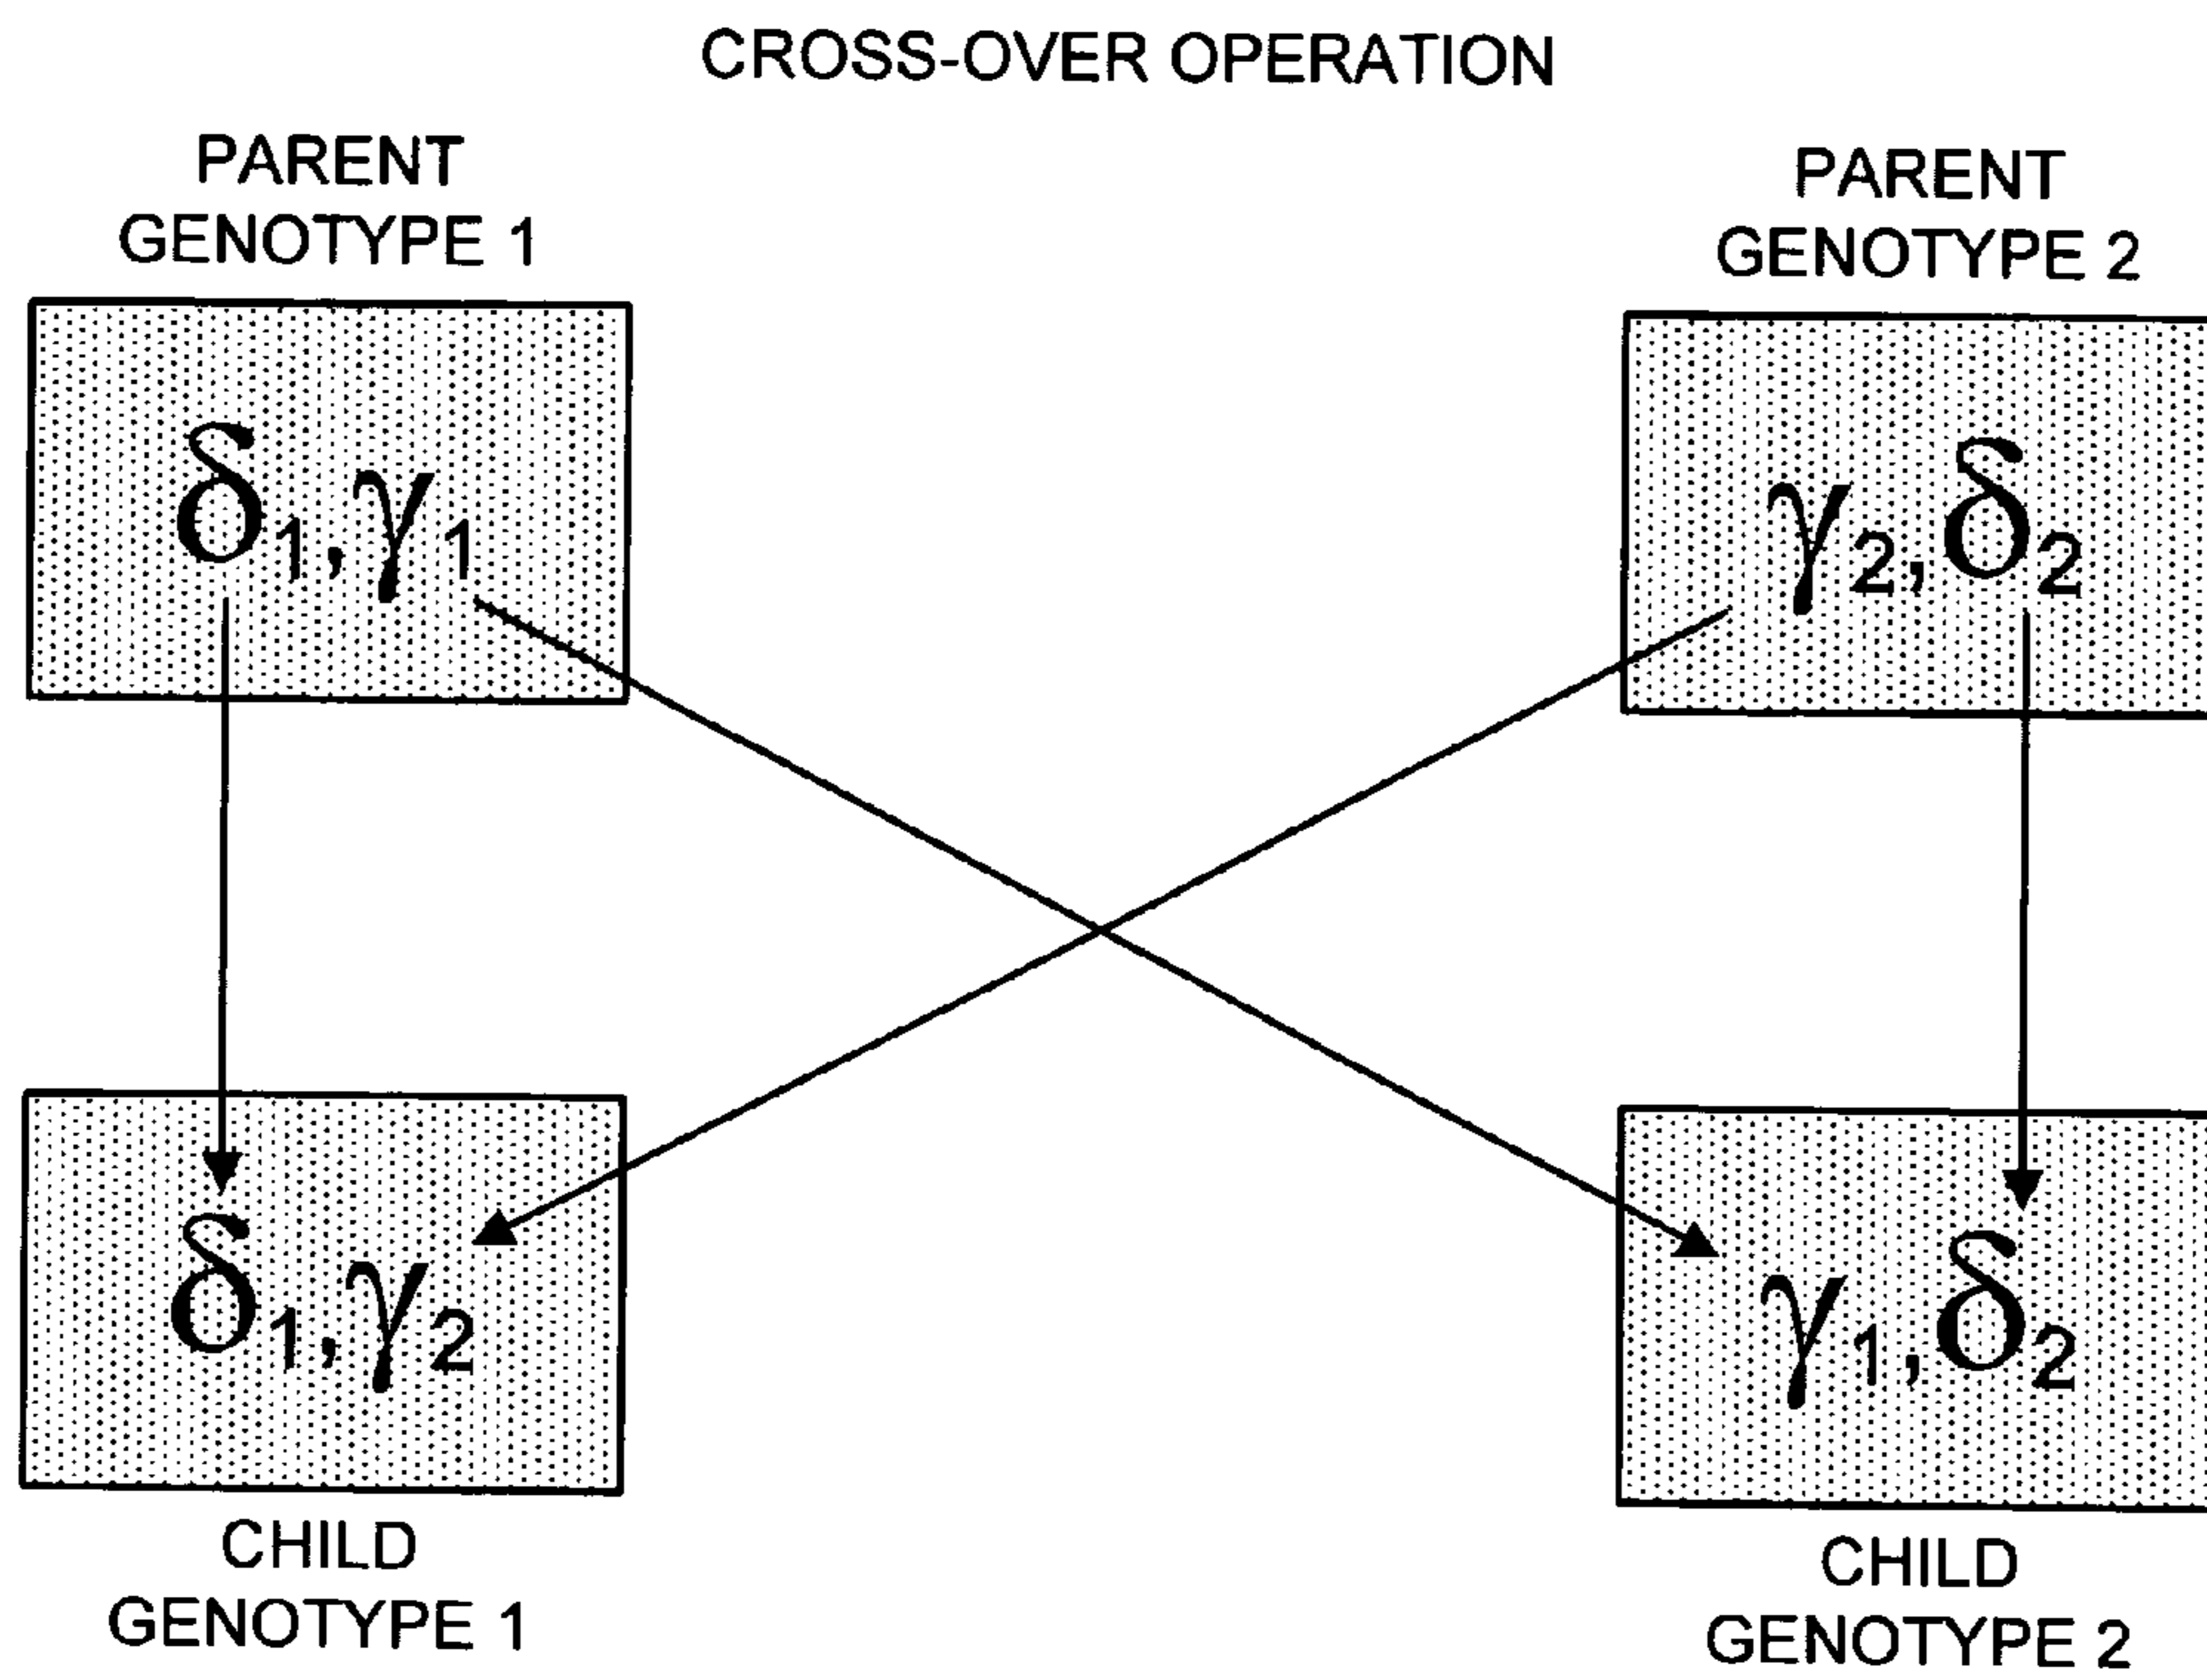 CROSS-OVER OPERATION
PARENT
GENOTYPE 1
PARENT
GENOTYPE 2
δ₁,γ₁
γ₂,δ₂
δ₁,γ₂
γ₁,δ₂
CHILD
GENOTYPE 1
CHILD
GENOTYPE 2